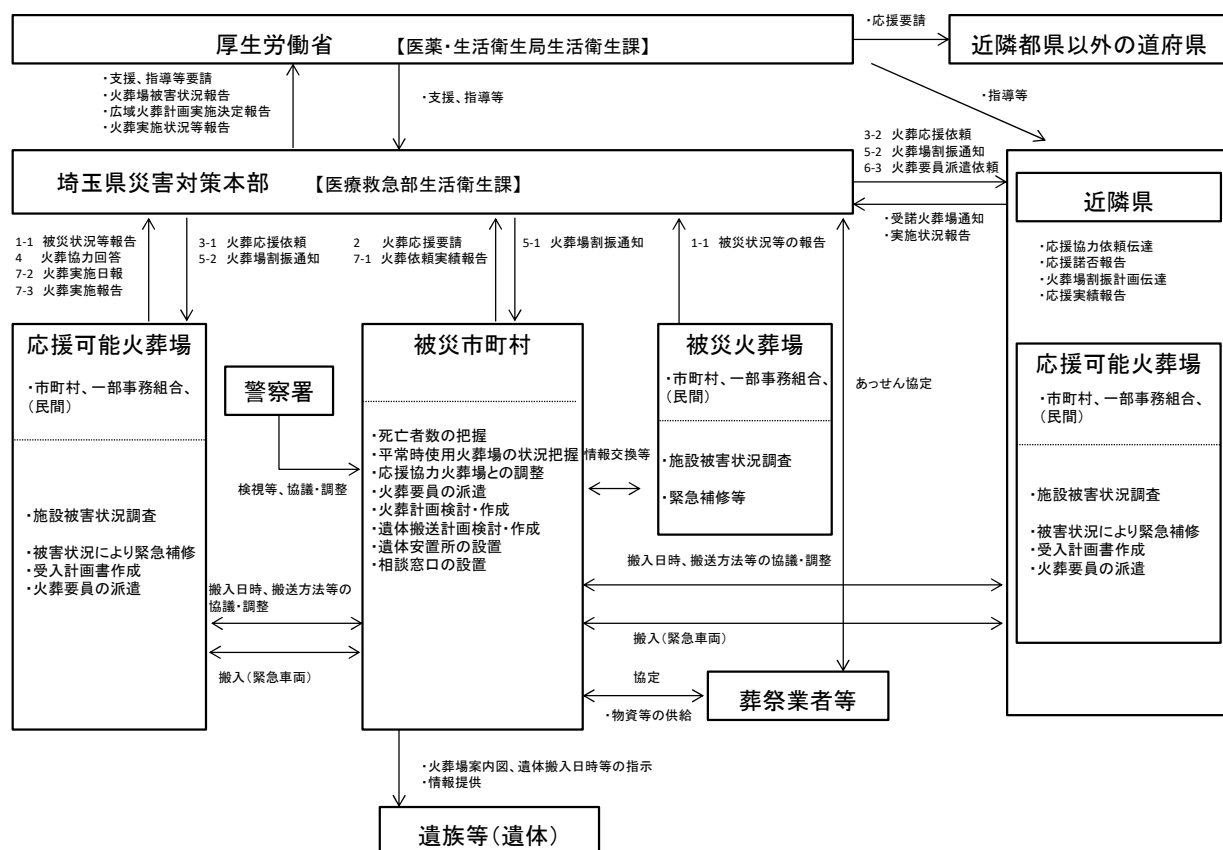 厚生労働省 【医薬・生活衛生局生活衛生課】
・応援要請
近隣都県以外の道府県
・支援、指導等要請
・火葬場被害状況報告
・広域火葬計画実施決定報告
・火葬実施状況等報告
・支援、指導等
・指導等
埼玉県災害対策本部 【医療救急部生活衛生課】
3-2 火葬応援依頼
5-2 火葬場割振通知
6-3 火葬要員派遣依頼
・受諾火葬場通知
・実施状況報告
近隣県
・応援協力依頼伝達
・応援諾否報告
・火葬場割振計画伝達
・応援実績報告
1-1 被災状況等報告
4 火葬協力回答
7-2 火葬実施日報
7-3 火葬実施報告
3-1 火葬応援依頼
5-2 火葬場割振通知
2 火葬応援要請
7-1 火葬依頼実績報告
5-1 火葬場割振通知
1-1 被災状況等の報告
あっせん協定
応援可能火葬場
・市町村、一部事務組合、
(民間)
・施設被害状況調査
・被害状況により緊急補修
・受入計画書作成
・火葬要員の派遣
警察署
検視等、協議・調整
被災市町村
・死亡者数の把握
・平常時使用火葬場の状況把握
・応援協力火葬場との調整
・火葬要員の派遣
・火葬計画検討・作成
・遺体搬送計画検討・作成
・遺体安置所の設置
・相談窓口の設置
情報交換等
被災火葬場
・市町村、一部事務組合、
(民間)
・施設被害状況調査
・緊急補修等
応援可能火葬場
・市町村、一部事務組合、
(民間)
・施設被害状況調査
・被害状況により緊急補修
・受入計画書作成
・火葬要員の派遣
搬入日時、搬送方法等の
協議・調整
搬入(緊急車両)
搬入日時、搬送方法等の協議・調整
搬入(緊急車両)
協定
・物資等の供給
葬祭業者等
・火葬場案内図、遺体搬入日時等の指示
・情報提供
遺族等(遺体)